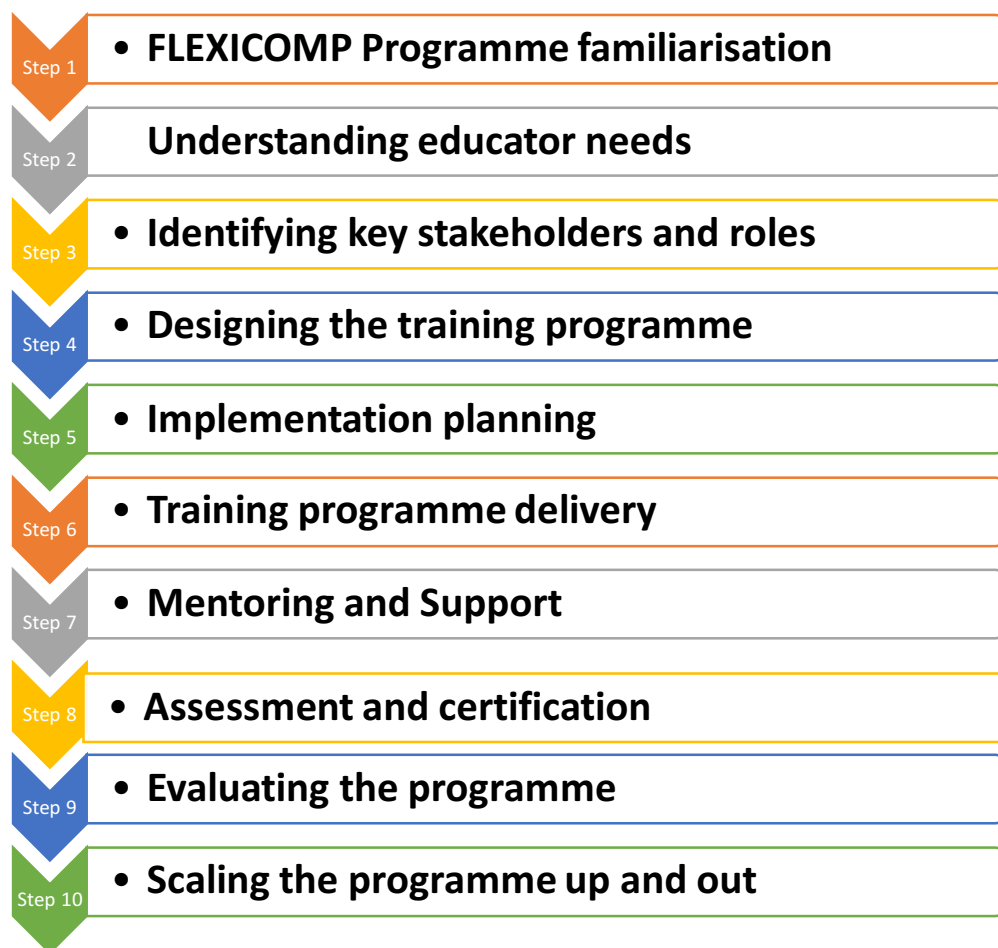 Step 1
• FLEXICOMP Programme familiarisation
Step 2
Understanding educator needs
Step 3
• Identifying key stakeholders and roles
Step 4
• Designing the training programme
Step 5
• Implementation planning
Step 6
• Training programme delivery
Step 7
• Mentoring and Support
Step 8
• Assessment and certification
Step 9
• Evaluating the programme
Step 10
• Scaling the programme up and out